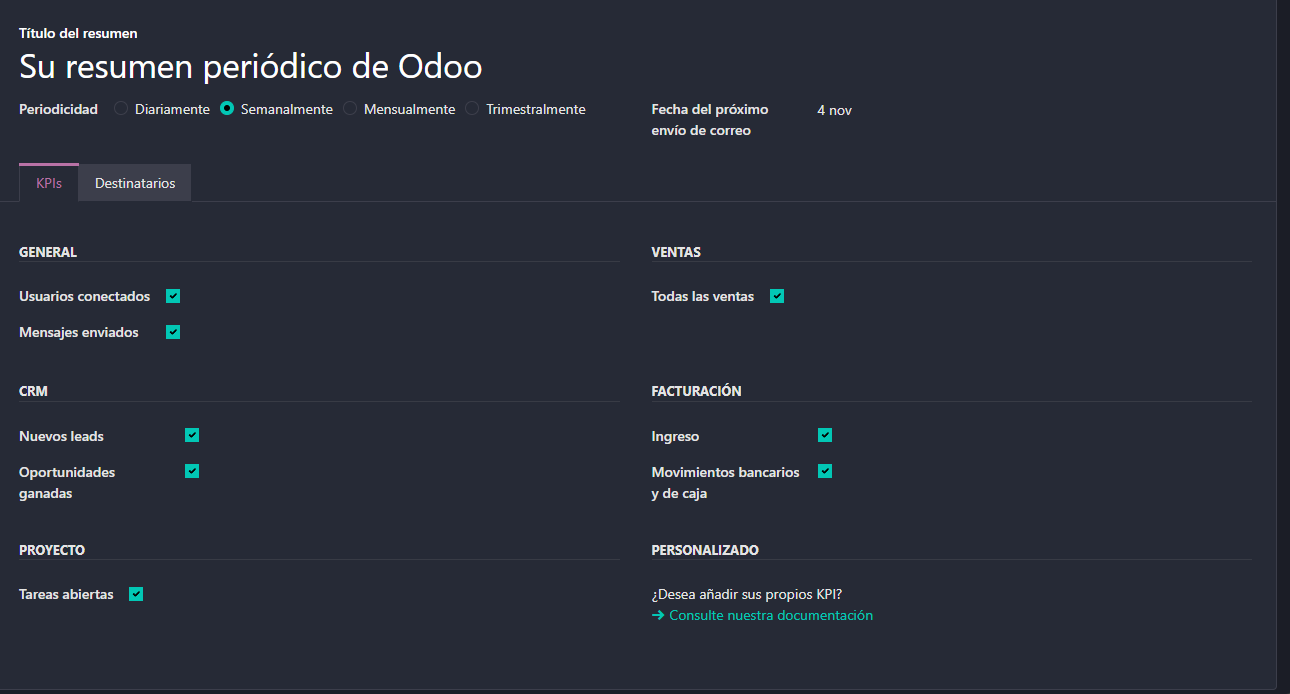 Título del resumen
Su resumen periódico de Odoo
Periodicidad Diariamente Semanalmente Mensualmente Trimestralmente
Fecha del próximo
envío de correo
4 nov
KPIs Destinatarios
GENERAL
Usuarios conectados
Mensajes enviados
VENTAS
Todas las ventas
CRM
Nuevos leads
Oportunidades
ganadas
FACTURACIÓN
Ingreso
Movimientos bancarios
y de caja
PROYECTO
Tareas abiertas
PERSONALIZADO
¿Desea añadir sus propios KPI?
→ Consulte nuestra documentación